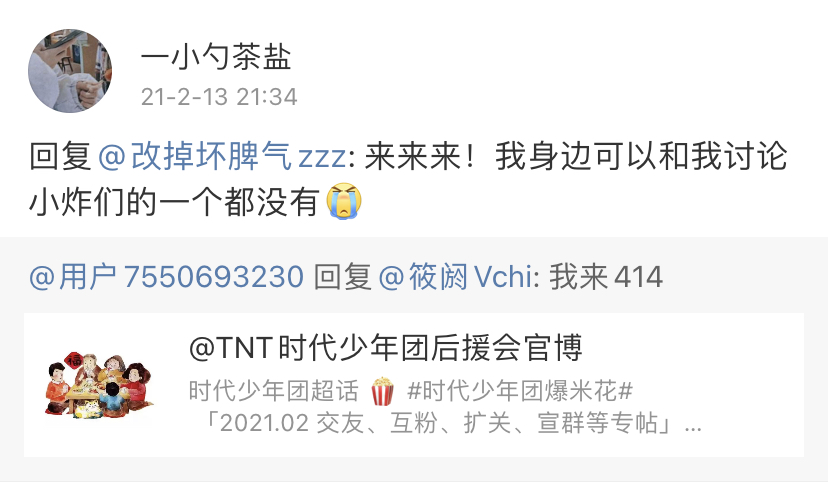 一小勺茶盐
21-2-13 21:34
回复@改掉坏脾气zzz: 来来来！我身边可以和我讨论
小炸们的一个都没有
@用户7550693230 回复@筱阏Vchi: 我来414
福
@TNT时代少年团后援会官博
时代少年团超话 #时代少年团爆米花#
「2021.02 交友、互粉、扩关、宣群等专帖」...